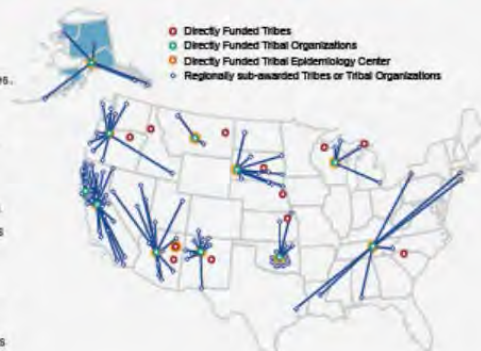 Directly Funded Tribes
Directly Funded Tribal Organizations
Directly Funded Tribal Epidemiology Center
Regionally sub-awarded Tribes or Tribal Organizations